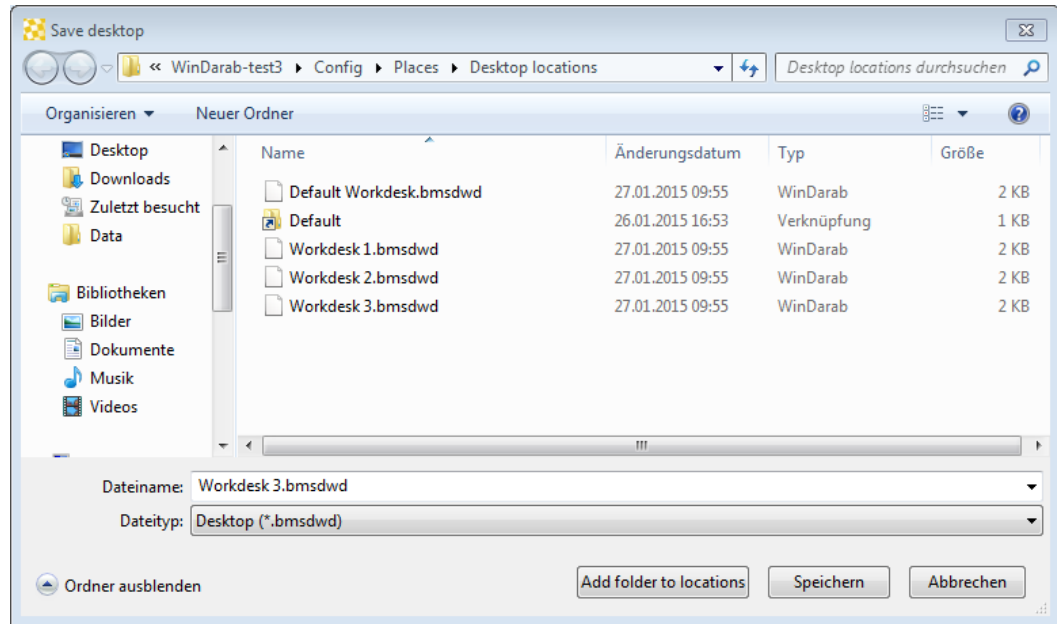 Save desktop
« WinDarab-test3 Config Places Desktop locations Desktop locations durchsuchen
Organisieren Neuer Ordner
Desktop
Downloads
Zuletzt besucht
Data
Bibliotheken
Bilder
Dokumente
Musik
Videos
Name Änderungsdatum Typ Größe
Default Workdesk.bmsdwd 27.01.2015 09:55 WinDarab 2 KB
Default 26.01.2015 16:53 Verknüpfung 1 KB
Workdesk 1.bmsdwd 27.01.2015 09:55 WinDarab 2 KB
Workdesk 2.bmsdwd 27.01.2015 09:55 WinDarab 2 KB
Workdesk 3.bmsdwd 27.01.2015 09:55 WinDarab 2 KB
Dateiname: Workdesk 3.bmsdwd
Dateityp: Desktop (*.bmsdwd)
Ordner ausblenden Add folder to locations Speichern Abbrechen